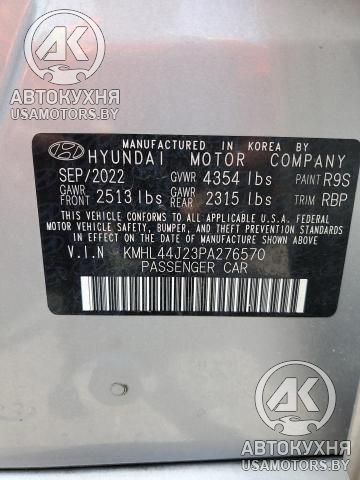 АВТОКУХНЯ
USAMOTORS.BY
АВТОКУХНЯ
USAMOTORS.BY
MANUFACTURED IN KOREA BY
HYUNDAI MOTOR COMPANY
SEP/2022 GVWR 4354 lbs PAINT R9S
GAWR FRONT 2513 lbs GAWR REAR 2315 lbs TRIM RBP
THIS VEHICLE CONFORMS TO ALL APPLICABLE U.S.A. FEDERAL
MOTOR VEHICLE SAFETY, BUMPER, AND THEFT PREVENTION
STANDARDS IN EFFECT ON THE DATE OF MANUFACTURE SHOWN ABOVE.
V.I.N KMHL44J23PA276570
PASSENGER CAR
АВТОКУХНЯ
USAMOTORS.BY